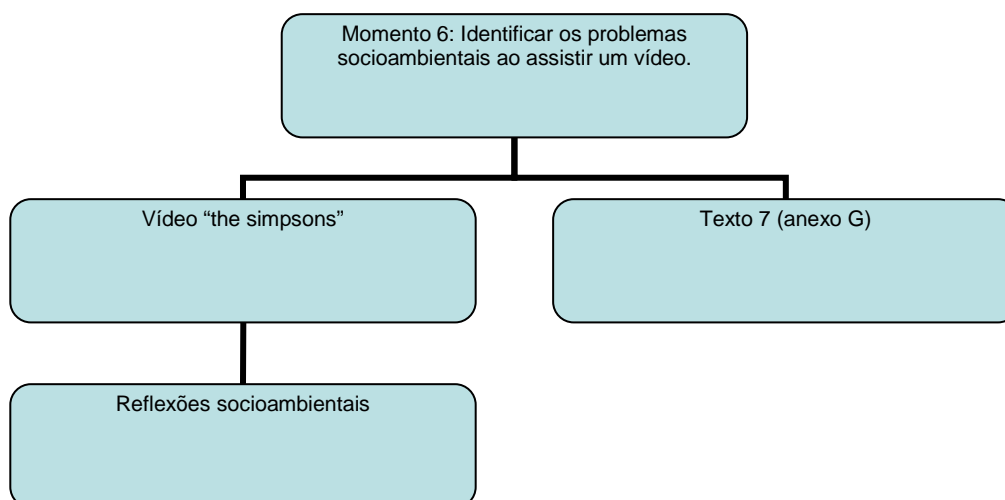 Momento 6: Identificar os problemas
socioambientais ao assistir um vídeo.
Vídeo “the simpsons”
Texto 7 (anexo G)
Reflexões socioambientais